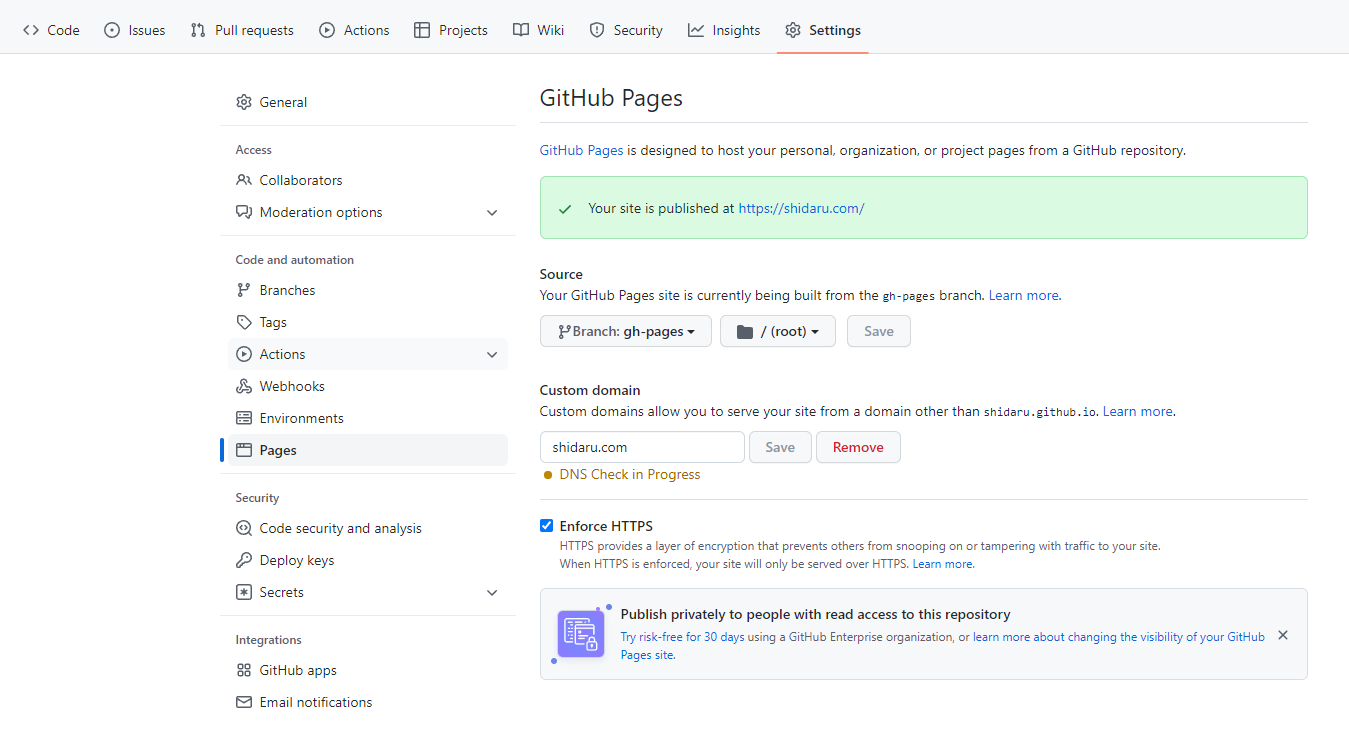 Code Issues Pull requests Actions Projects Wiki Security Insights Settings
General
Access
Collaborators
Moderation options
Code and automation
Branches
Tags
Actions
Webhooks
Environments
Pages
Security
Code security and analysis
Deploy keys
Secrets
Integrations
GitHub apps
Email notifications
GitHub Pages
GitHub Pages is designed to host your personal, organization, or project pages from a GitHub repository.
Your site is published at https://shidaru.com/
Source
Your GitHub Pages site is currently being built from the gh-pages branch. Learn more.
Branch: gh-pages / (root) Save
Custom domain
Custom domains allow you to serve your site from a domain other than shidaru.github.io. Learn more.
shidaru.com Save Remove
DNS Check in Progress
Enforce HTTPS
HTTPS provides a layer of encryption that prevents others from snooping on or tampering with traffic to your site.
When HTTPS is enforced, your site will only be served over HTTPS. Learn more.
Publish privately to people with read access to this repository
Try risk-free for 30 days using a GitHub Enterprise organization, or learn more about changing the visibility of your GitHub
Pages site.